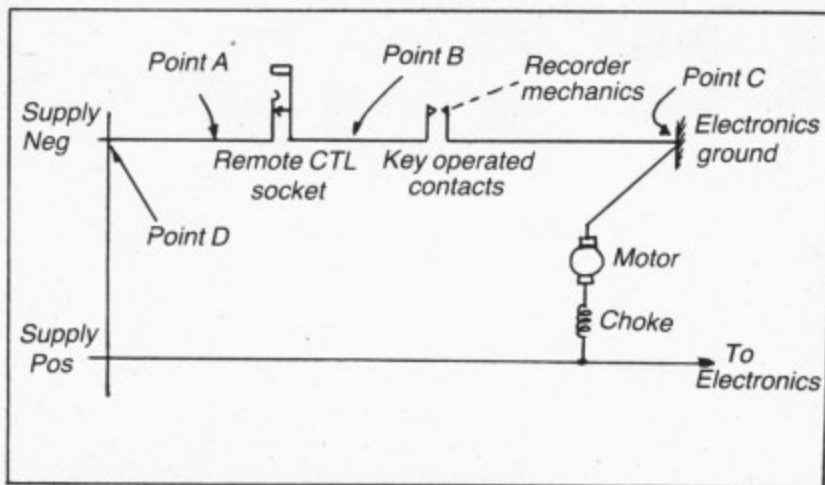 Point A
Point B
Recorder
mechanics
Point C
Supply
Neg
Electronics
ground
Remote CTL
socket
Key operated
contacts
Point D
Motor
Choke
Supply
Pos
To
Electronics